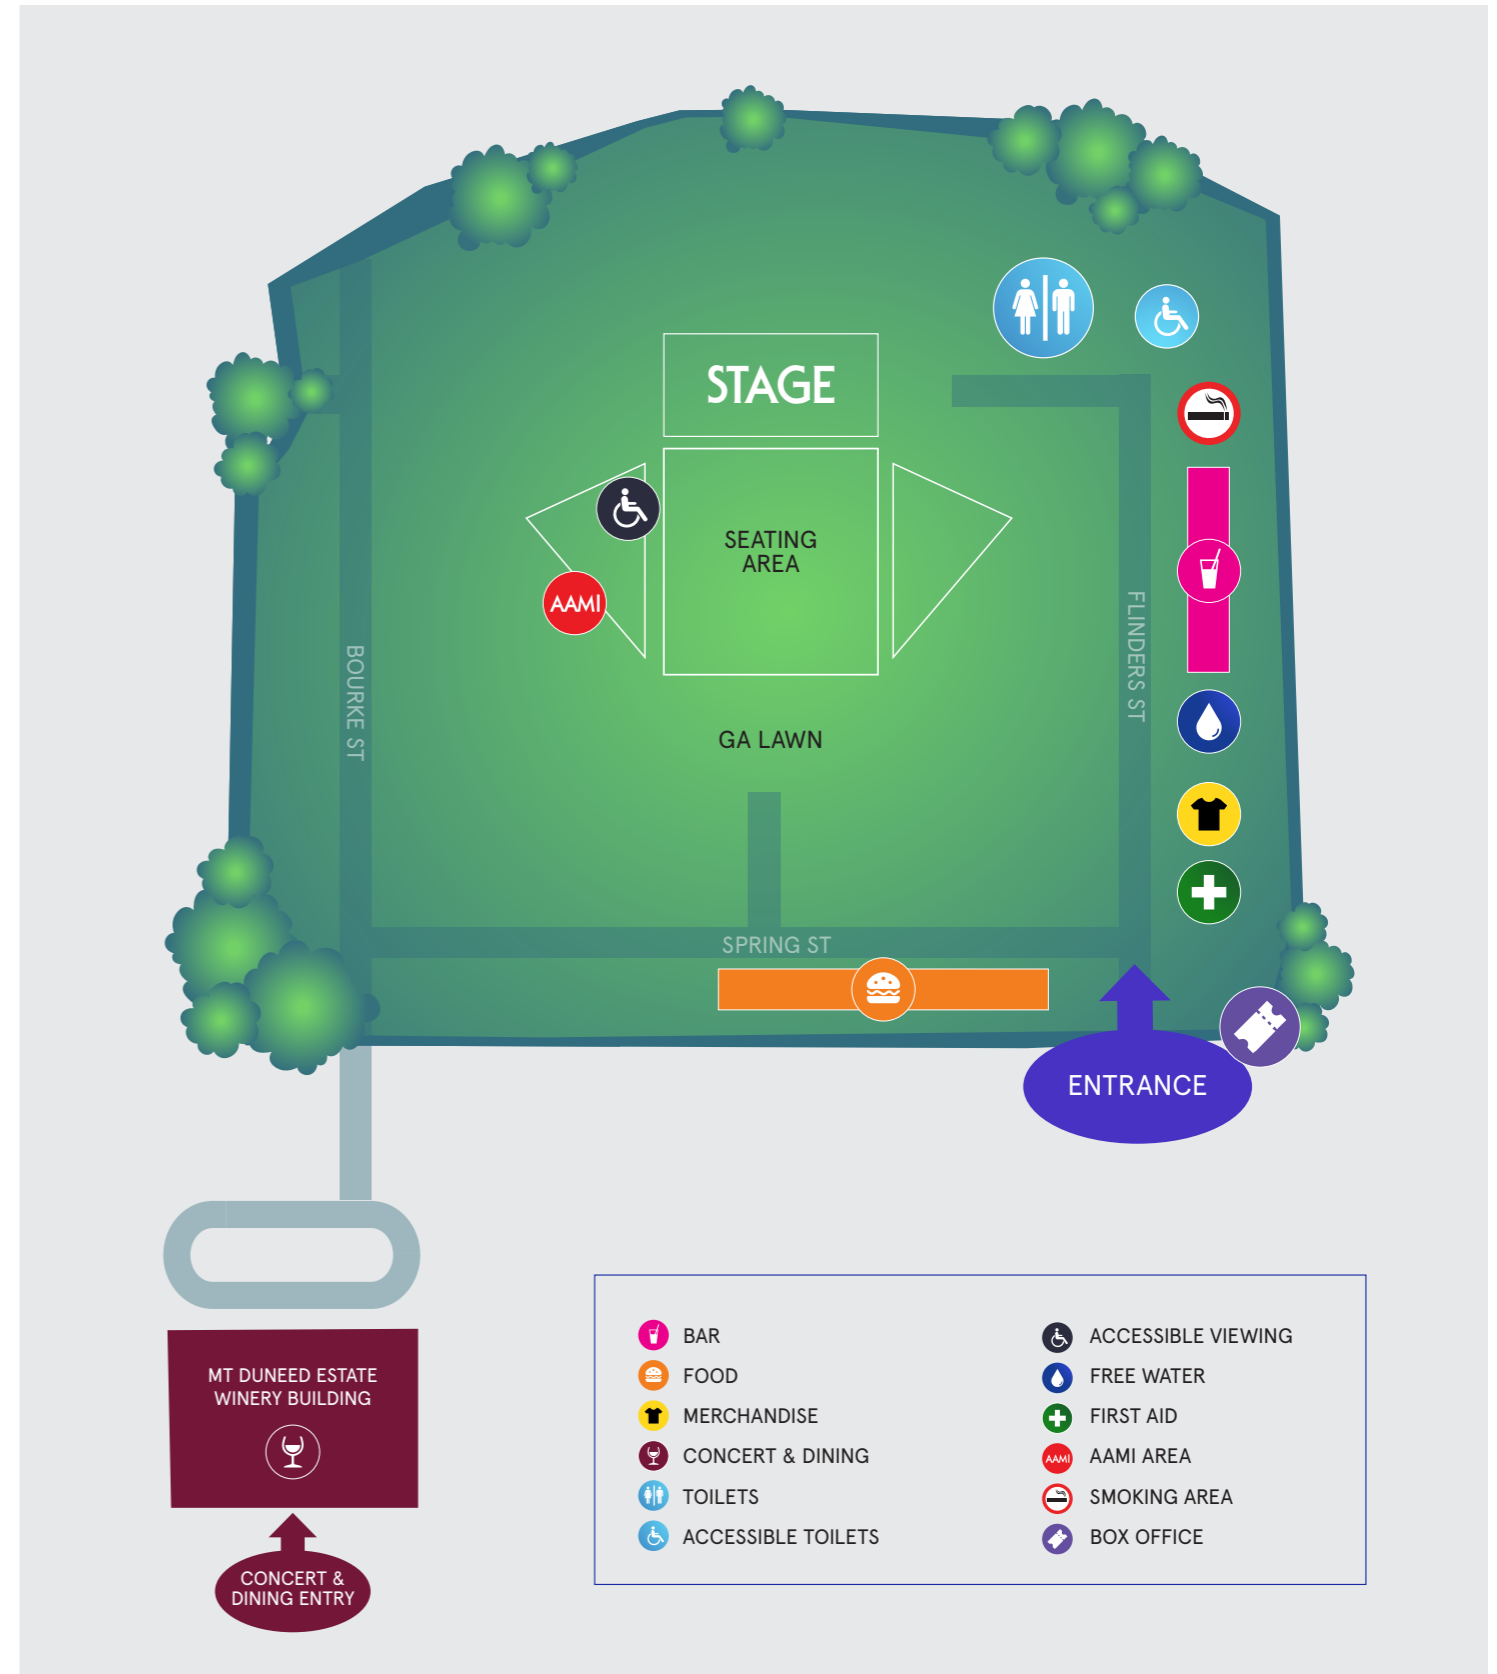 STAGE
SEATING
AREA
AAMI
GA LAWN
BOURKE ST
FLINDERS ST
SPRING ST
ENTRANCE
MT DUNEED ESTATE
WINERY BUILDING
CONCERT &
DINING ENTRY
BAR
FOOD
MERCHANDISE
CONCERT & DINING
TOILETS
ACCESSIBLE TOILETS
ACCESSIBLE VIEWING
FREE WATER
FIRST AID
AAMI AAMI AREA
SMOKING AREA
BOX OFFICE